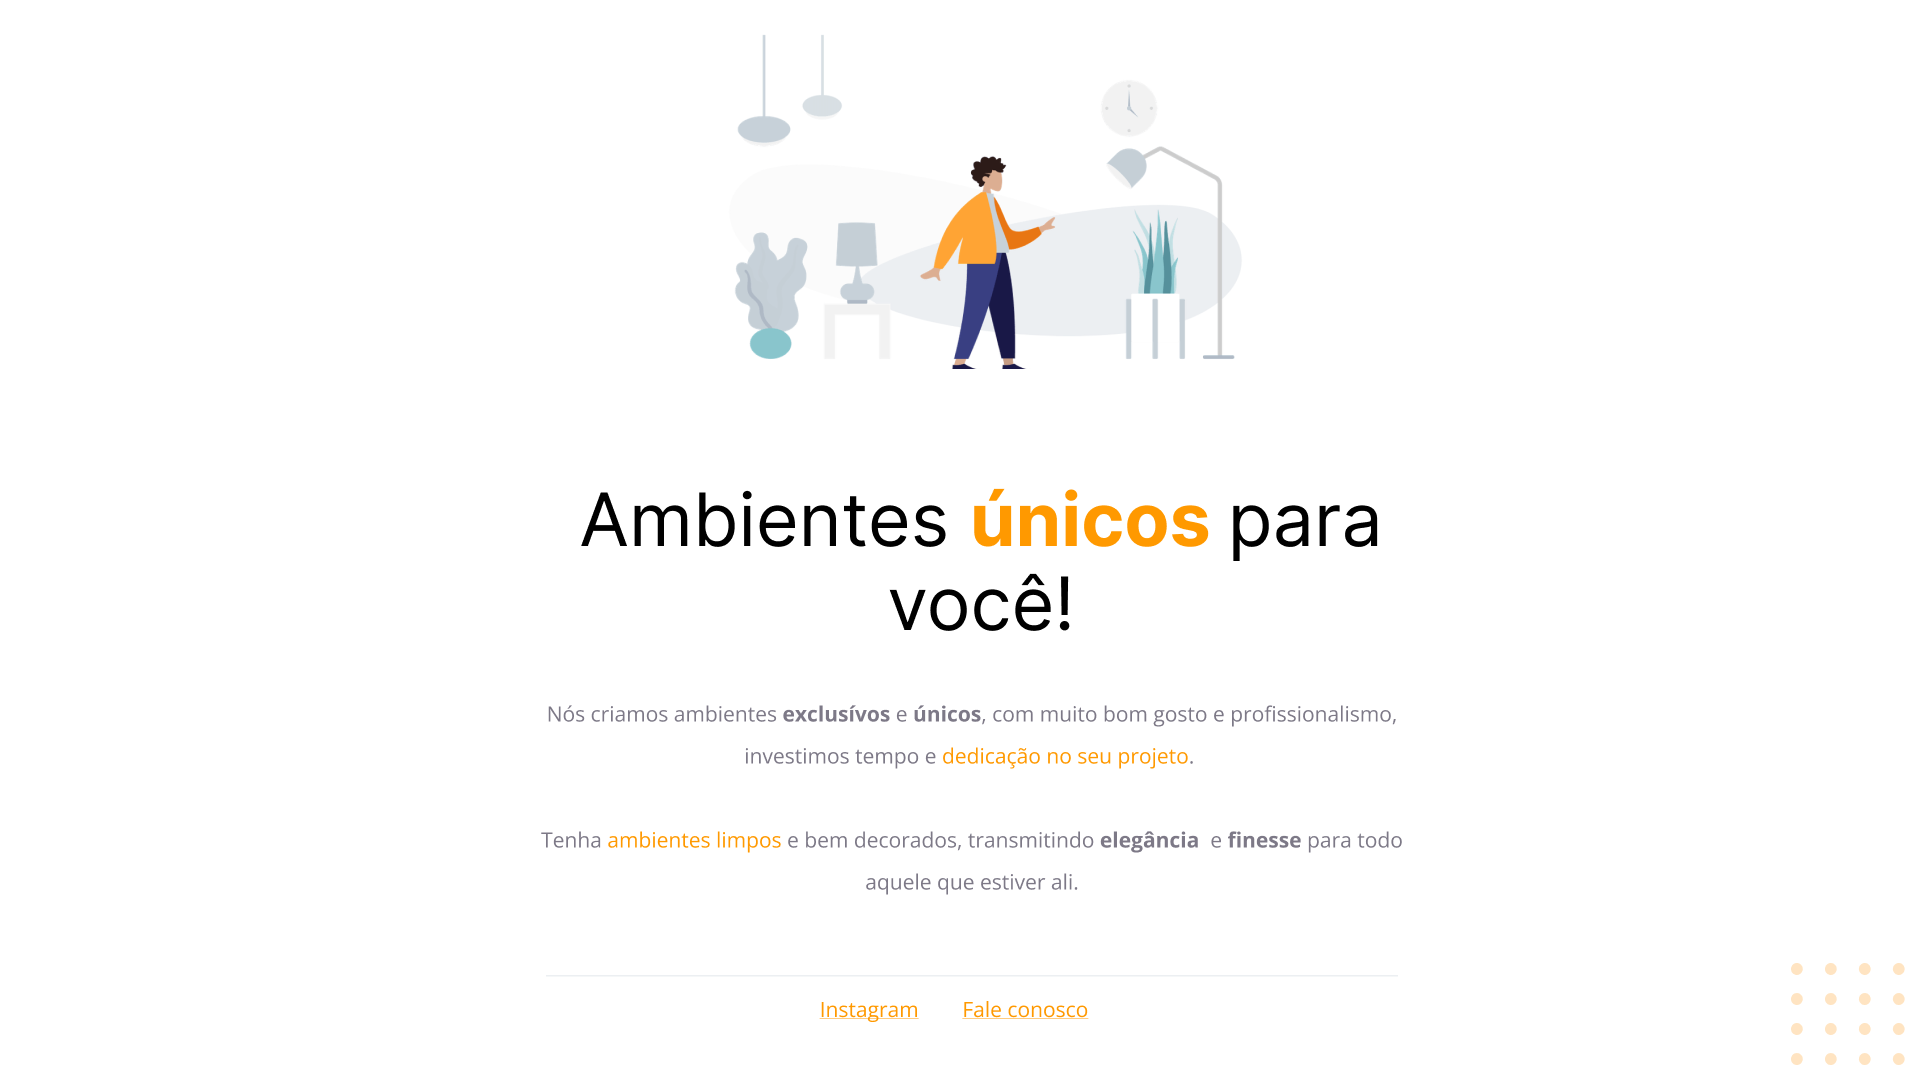 Ambientes únicos para
você!
Nós criamos ambientes exclusívos e únicos, com muito bom gosto e profissionalismo,
investimos tempo e dedicação no seu projeto.
Tenha ambientes limpos e bem decorados, transmitindo elegância  e finesse para todo
aquele que estiver ali.
Instagram Fale conosco